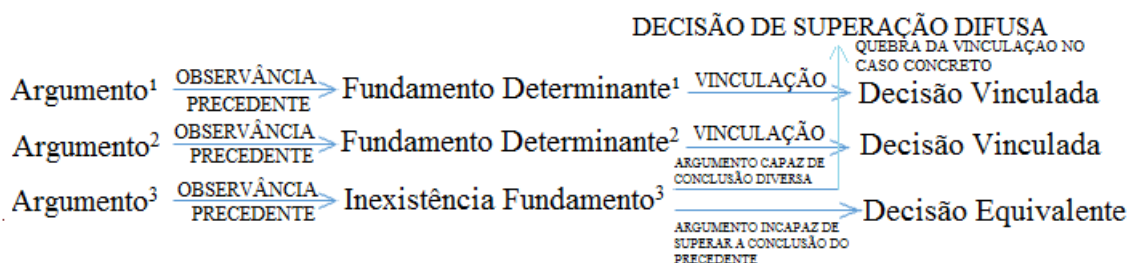 DECISÃO DE SUPERAÇÃO DIFUSA
QUEBRA DA VINCULAÇAO NO
CASO CONCRETO
Argumento¹ OBSERVÂNCIA PRECEDENTE Fundamento Determinante¹ VINCULAÇÃO Decisão Vinculada
Argumento² OBSERVÂNCIA PRECEDENTE Fundamento Determinante² VINCULAÇÃO Decisão Vinculada
ARGUMENTO CAPAZ DE
CONCLUSÃO DIVERSA
Argumento³ OBSERVÂNCIA PRECEDENTE Inexistência Fundamento³ Decisão Equivalente
ARGUMENTO INCAPAZ DE
SUPERAR A CONCLUSÃO DO
PRECEDENTE